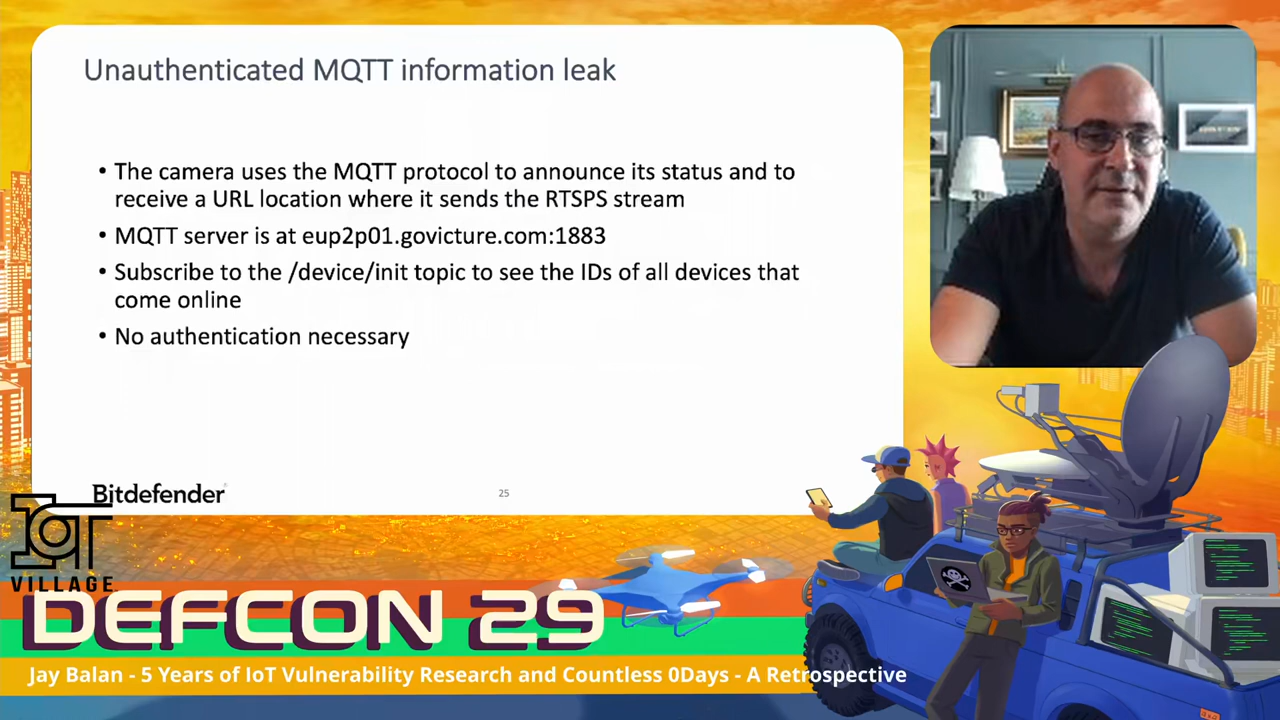 Unauthenticated MQTT information leak
• The camera uses the MQTT protocol to announce its status and to
receive a URL location where it sends the RTSPS stream
• MQTT server is at eup2p01.govicture.com:1883
• Subscribe to the /device/init topic to see the IDs of all devices that
come online
• No authentication necessary
Bitdefender
25
IoT
VILLAGE
DEFCON 29
Jay Balan - 5 Years of IoT Vulnerability Research and Countless 0Days - A Retrospective